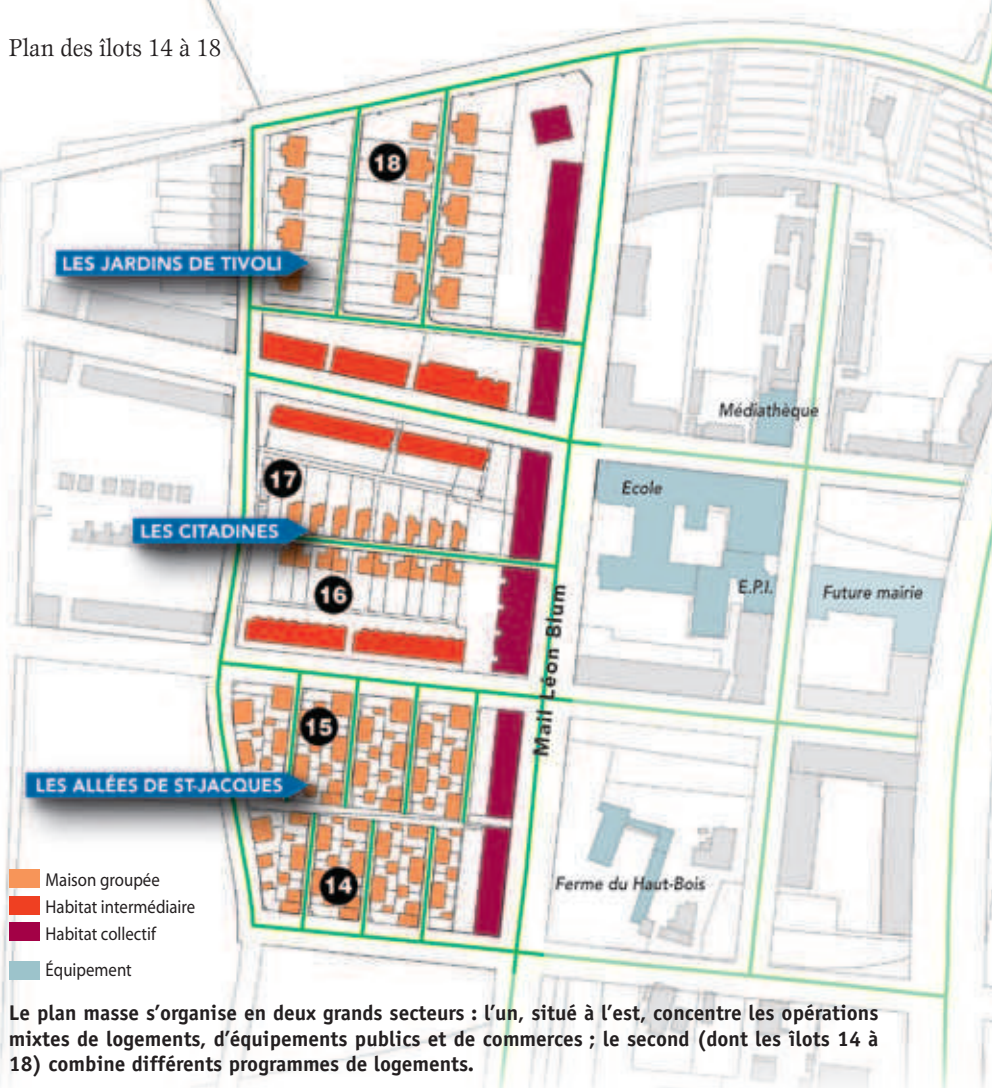 Plan des îlots 14 à 18
18
LES JARDINS DE TIVOLI
Médiathèque
17
Ecole
LES CITADINES
E.P.I.
Future mairie
16
Mail Léon Blum
15
LES ALLÉES DE ST-JACQUES
14
Ferme du Haut-Bois
Maison groupée
Habitat intermédiaire
Habitat collectif
Équipement
Le plan masse s’organise en deux grands secteurs : l’un, situé à l’est, concentre les opérations
mixtes de logements, d’équipements publics et de commerces ; le second (dont les îlots 14 à
18) combine différents programmes de logements.